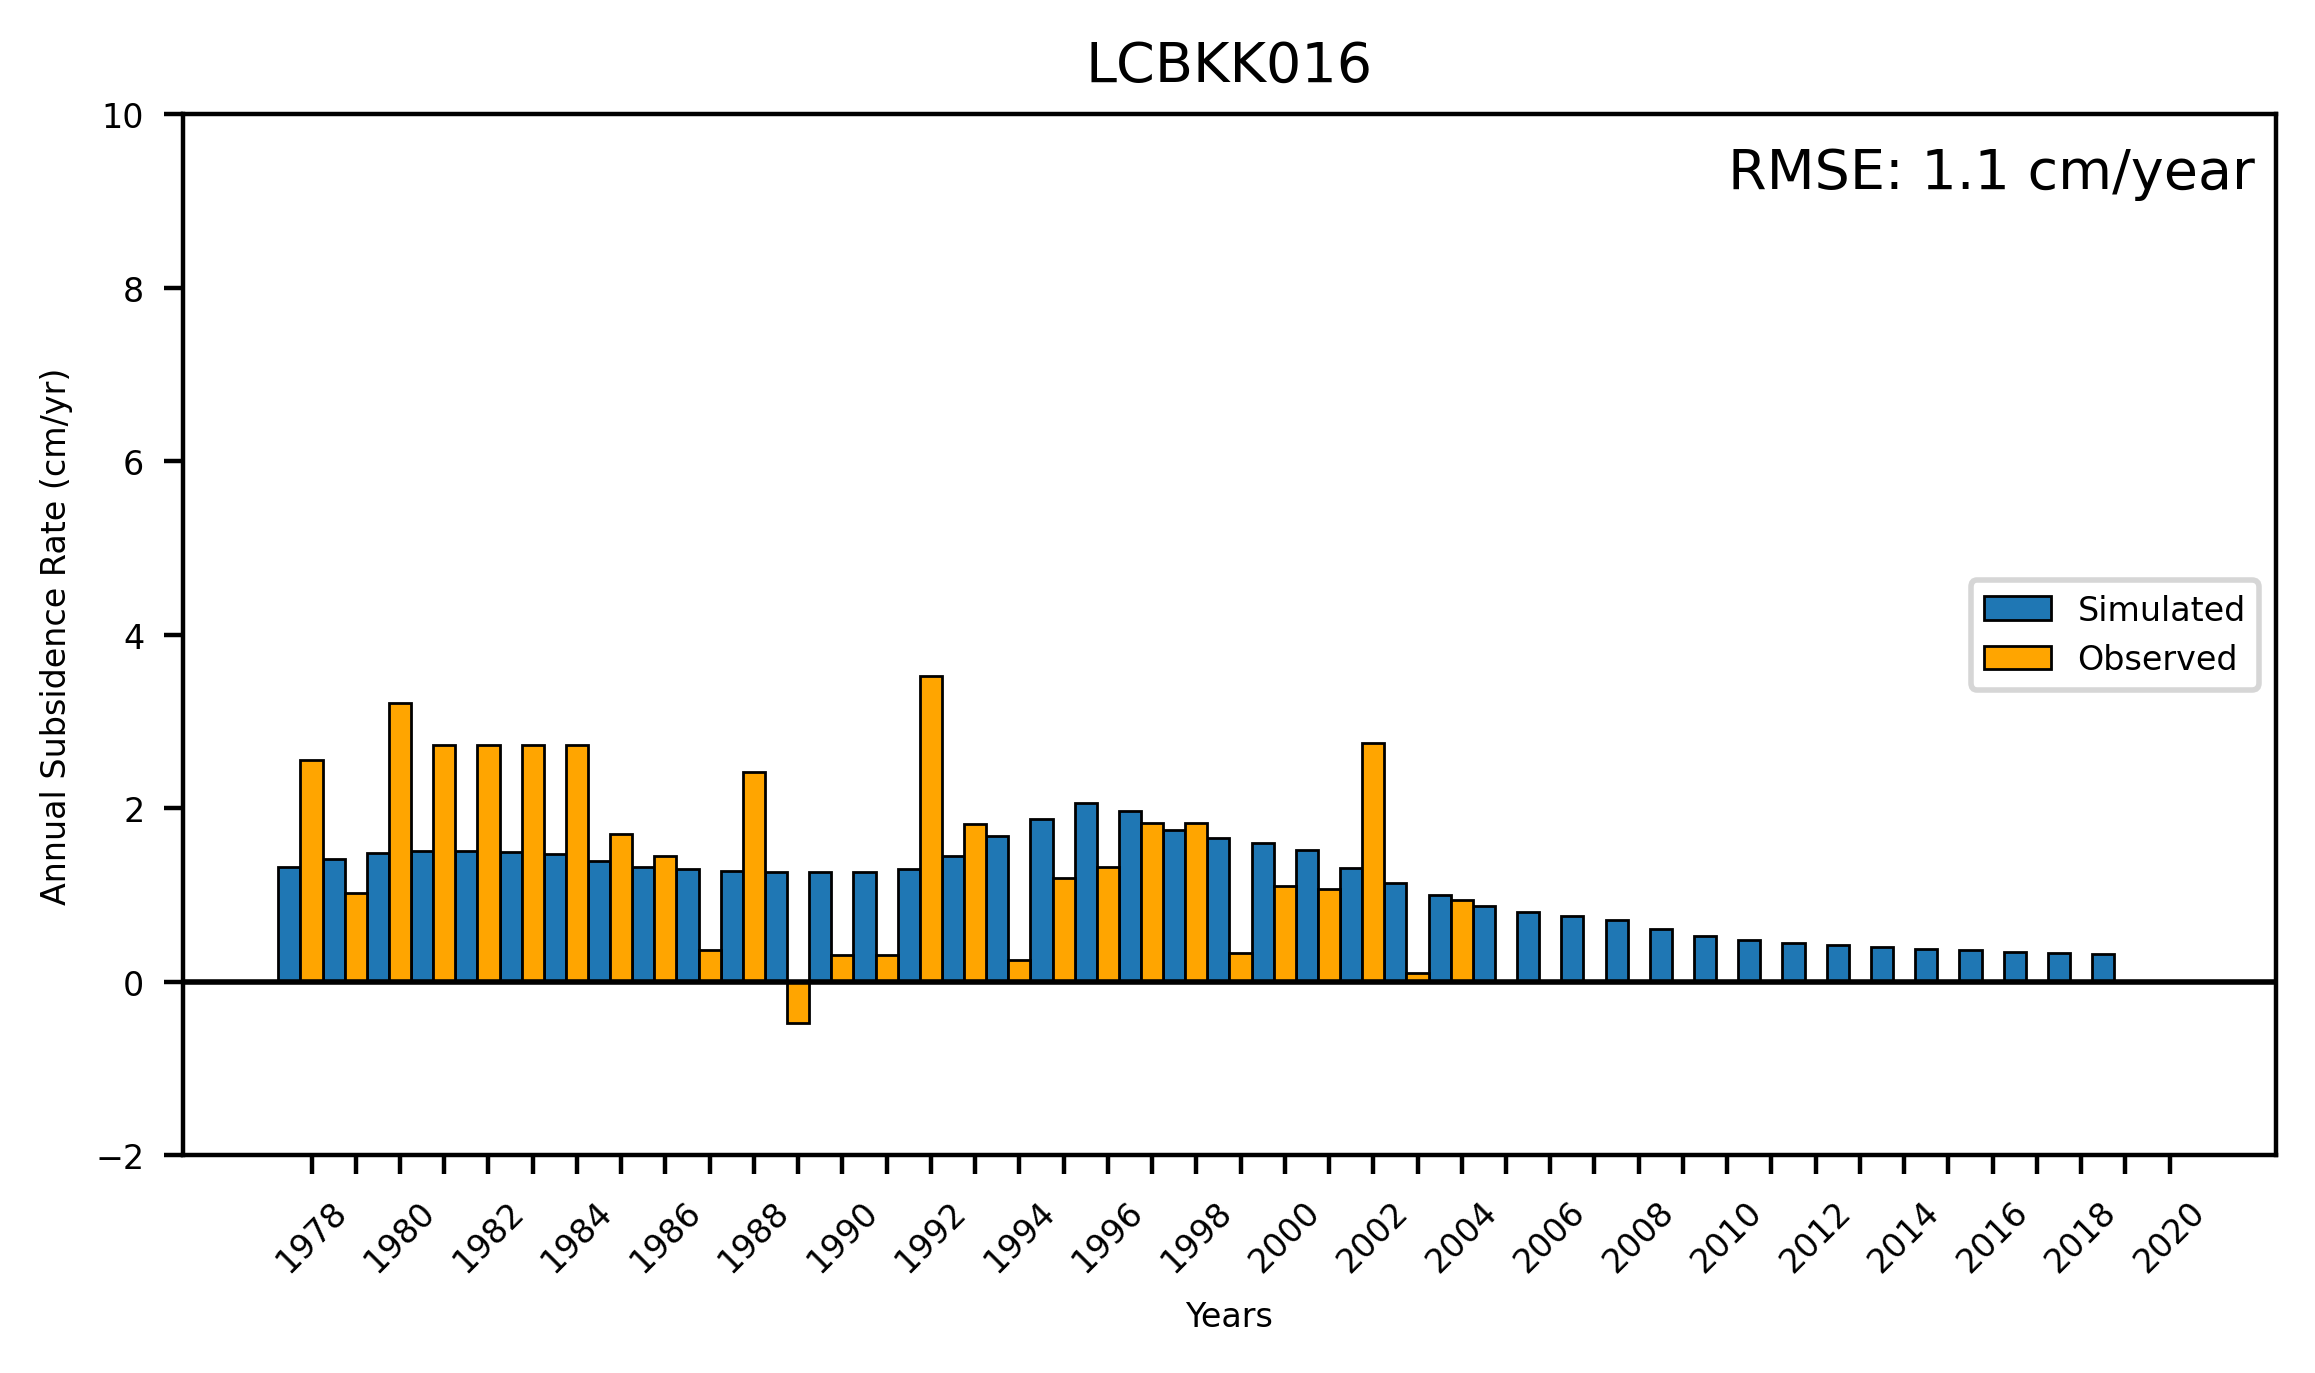 LCBKK016
RMSE: 1.1 cm/year
10
8
6
4
2
0
−2
Annual Subsidence Rate (cm/yr)
Simulated
Observed
1978 1980 1982 1984 1986 1988 1990 1992 1994 1996 1998 2000 2002 2004 2006 2008 2010 2012 2014 2016 2018 2020
Years